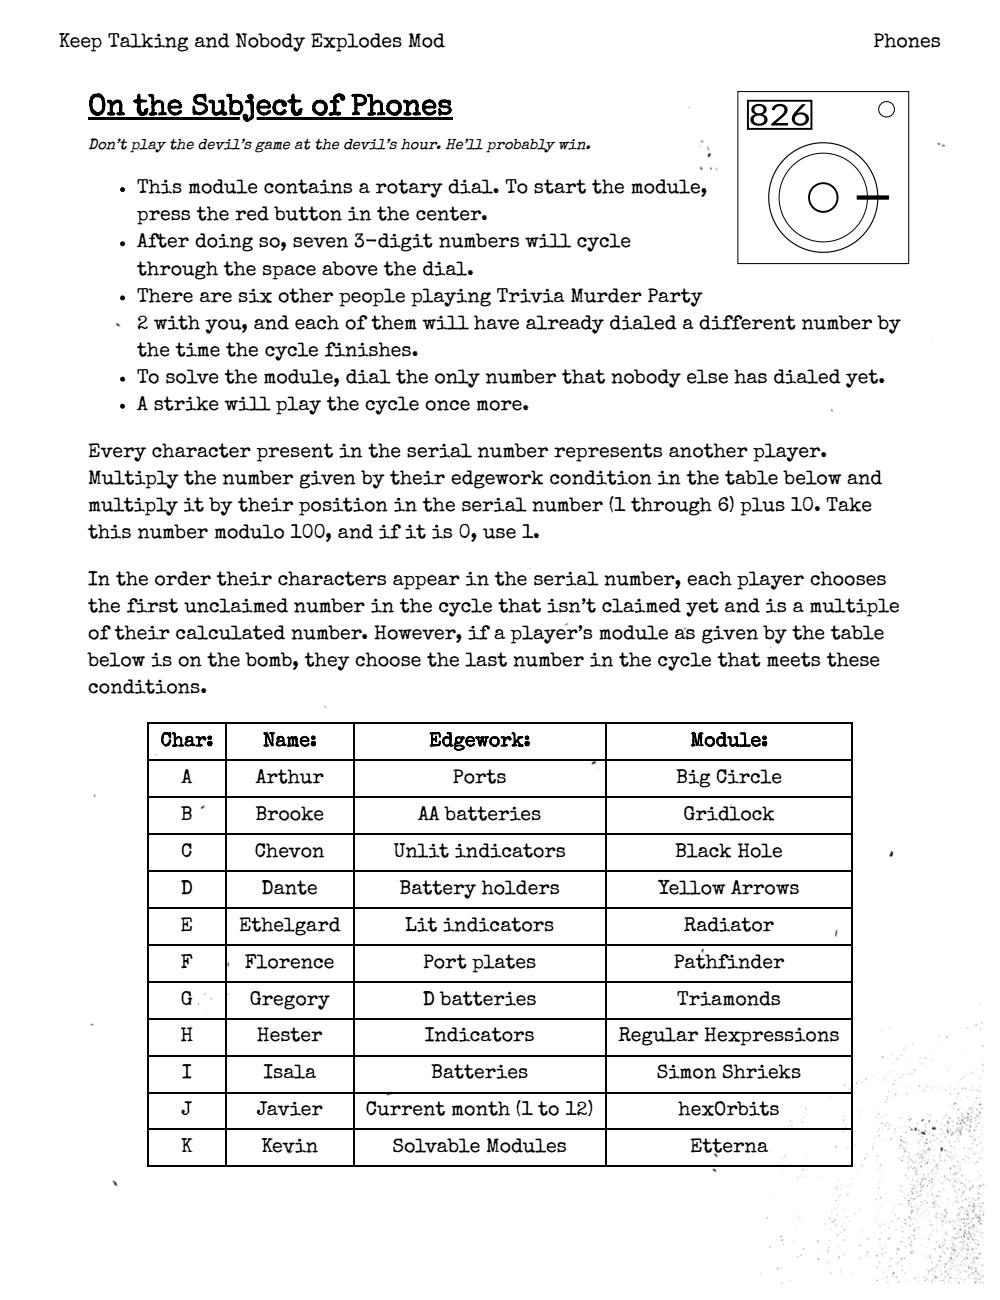 Keep Talking and Nobody Explodes Mod
Phones
On the Subject of Phones
826
Don't play the devil's game at the devil's hour. He'll probably win.
• This module contains a rotary dial. To start the module,
press the red button in the center.
• After doing so, seven 3-digit numbers will cycle
through the space above the dial.
• There are six other people playing Trivia Murder Party
2 with you, and each of them will have already dialed a different number by
the time the cycle finishes.
• To solve the module, dial the only number that nobody else has dialed yet.
• A strike will play the cycle once more.
Every character present in the serial number represents another player.
Multiply the number given by their edgework condition in the table below and
multiply it by their position in the serial number (1 through 6) plus 10. Take
this number modulo 100, and if it is 0, use 1.
In the order their characters appear in the serial number, each player chooses
the first unclaimed number in the cycle that isn't claimed yet and is a multiple
of their calculated number. However, if a player's module as given by the table
below is on the bomb, they choose the last number in the cycle that meets these
conditions.
Char: Name: Edgework: Module:
A Arthur Ports Big Circle
B Brooke AA batteries Gridlock
C Chevon Unlit indicators Black Hole
D Dante Battery holders Yellow Arrows
E Ethelgard Lit indicators Radiator
F Florence Port plates Pathfinder
G Gregory D batteries Triamonds
H Hester Indicators Regular Hexpressions
I Isala Batteries Simon Shrieks
J Javier Current month (1 to 12) hexOrbits
K Kevin Solvable Modules Etterna